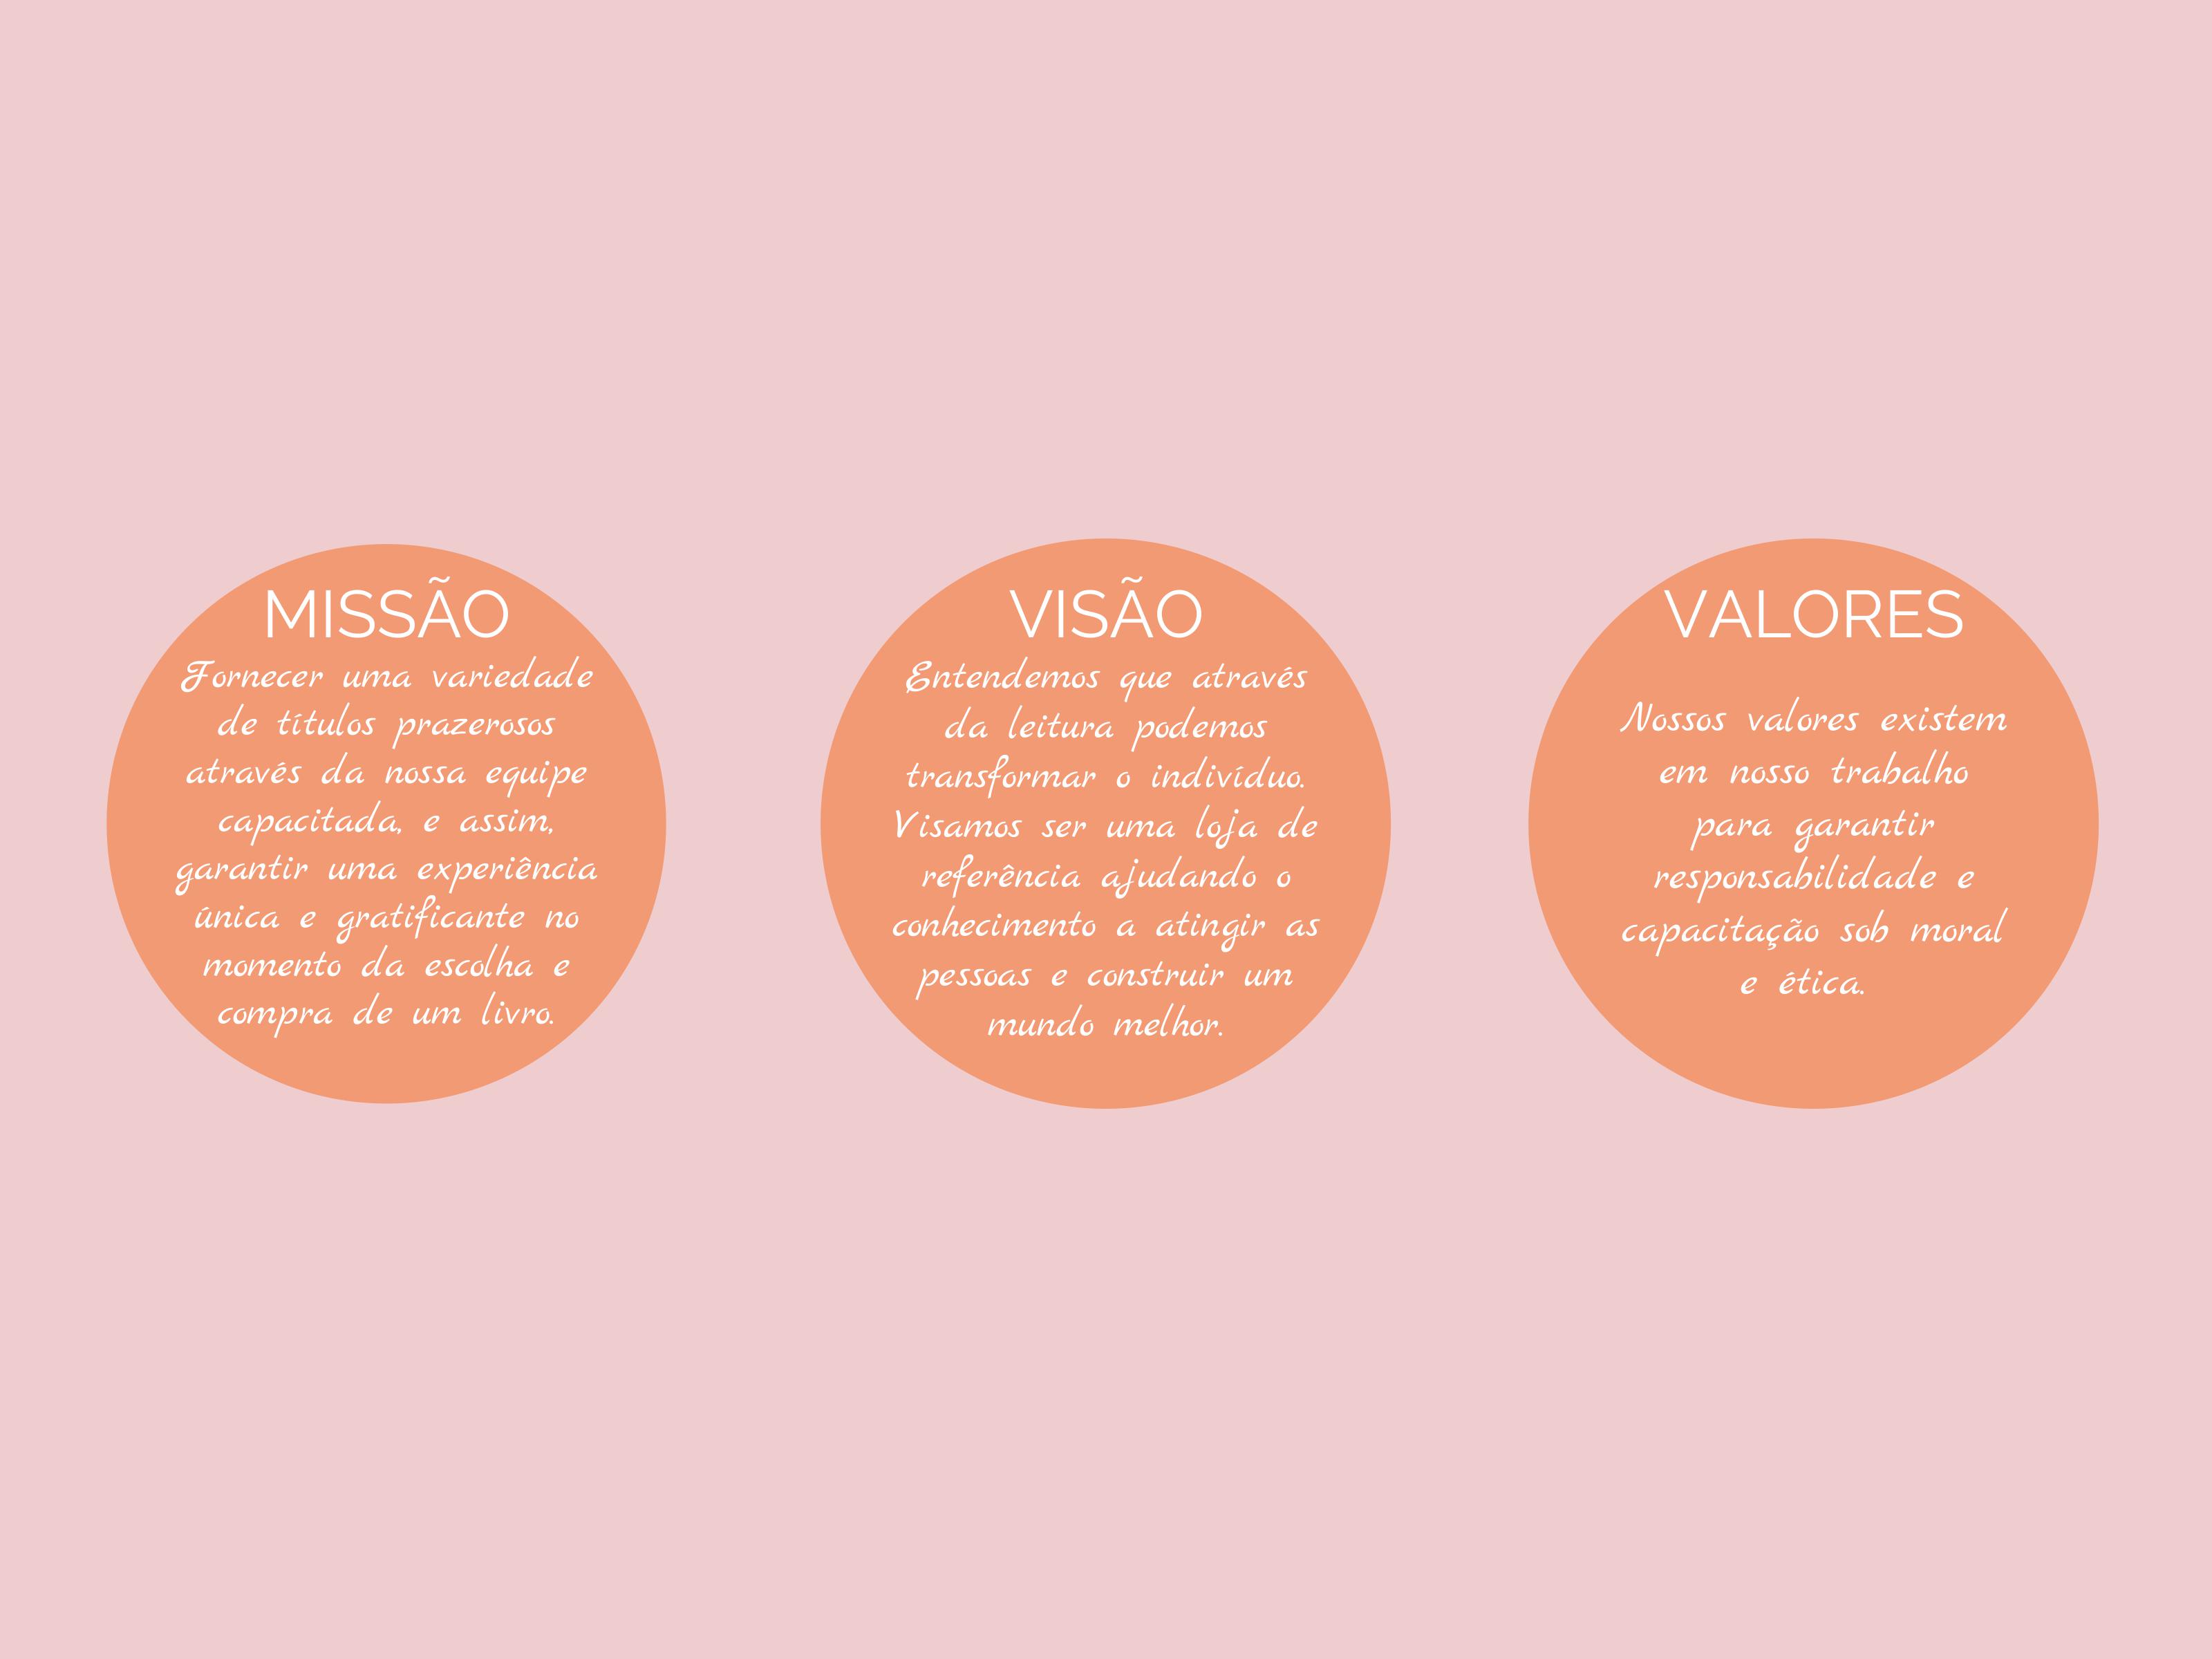 MISSÃO
Fornecer uma variedade
de títulos prazerosos
através da nossa equipe
capacitada, e assim,
garantir uma experiência
única e gratificante no
momento da escolha e
compra de um livro.
VISÃO
Entendemos que através
da leitura podemos
transformar o indivíduo.
Visamos ser uma loja de
referência ajudando o
conhecimento a atingir as
pessoas e construir um
mundo melhor.
VALORES
Nossos valores existem
em nosso trabalho
para garantir
responsabilidade e
capacitação sob moral
e ética.